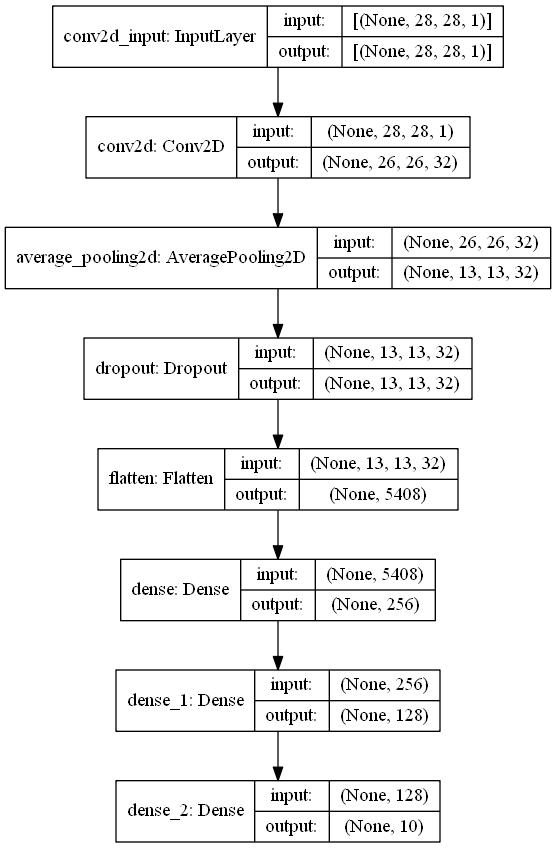 conv2d_input: InputLayer
input: [(None, 28, 28, 1)]
output: [(None, 28, 28, 1)]
conv2d: Conv2D
input: (None, 28, 28, 1)
output: (None, 26, 26, 32)
average_pooling2d: AveragePooling2D
input: (None, 26, 26, 32)
output: (None, 13, 13, 32)
dropout: Dropout
input: (None, 13, 13, 32)
output: (None, 13, 13, 32)
flatten: Flatten
input: (None, 13, 13, 32)
output: (None, 5408)
dense: Dense
input: (None, 5408)
output: (None, 256)
dense_1: Dense
input: (None, 256)
output: (None, 128)
dense_2: Dense
input: (None, 128)
output: (None, 10)